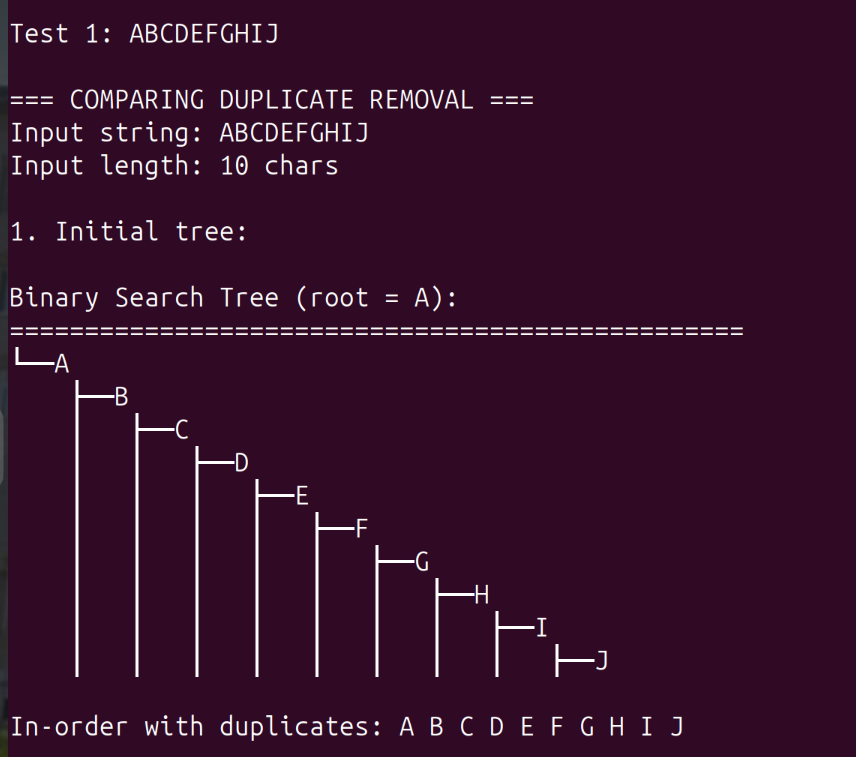 Test 1: ABCDEFGHIJ
=== COMPARING DUPLICATE REMOVAL ===
Input string: ABCDEFGHIJ
Input length: 10 chars
1. Initial tree:
Binary Search Tree (root = A):
=================================================
└──A
    ├──B
    │   ├──C
    │   │   ├──D
    │   │   │   ├──E
    │   │   │   │   ├──F
    │   │   │   │   │   ├──G
    │   │   │   │   │   │   ├──H
    │   │   │   │   │   │   │   ├──I
    │   │   │   │   │   │   │   │   ├──J
In-order with duplicates: A B C D E F G H I J